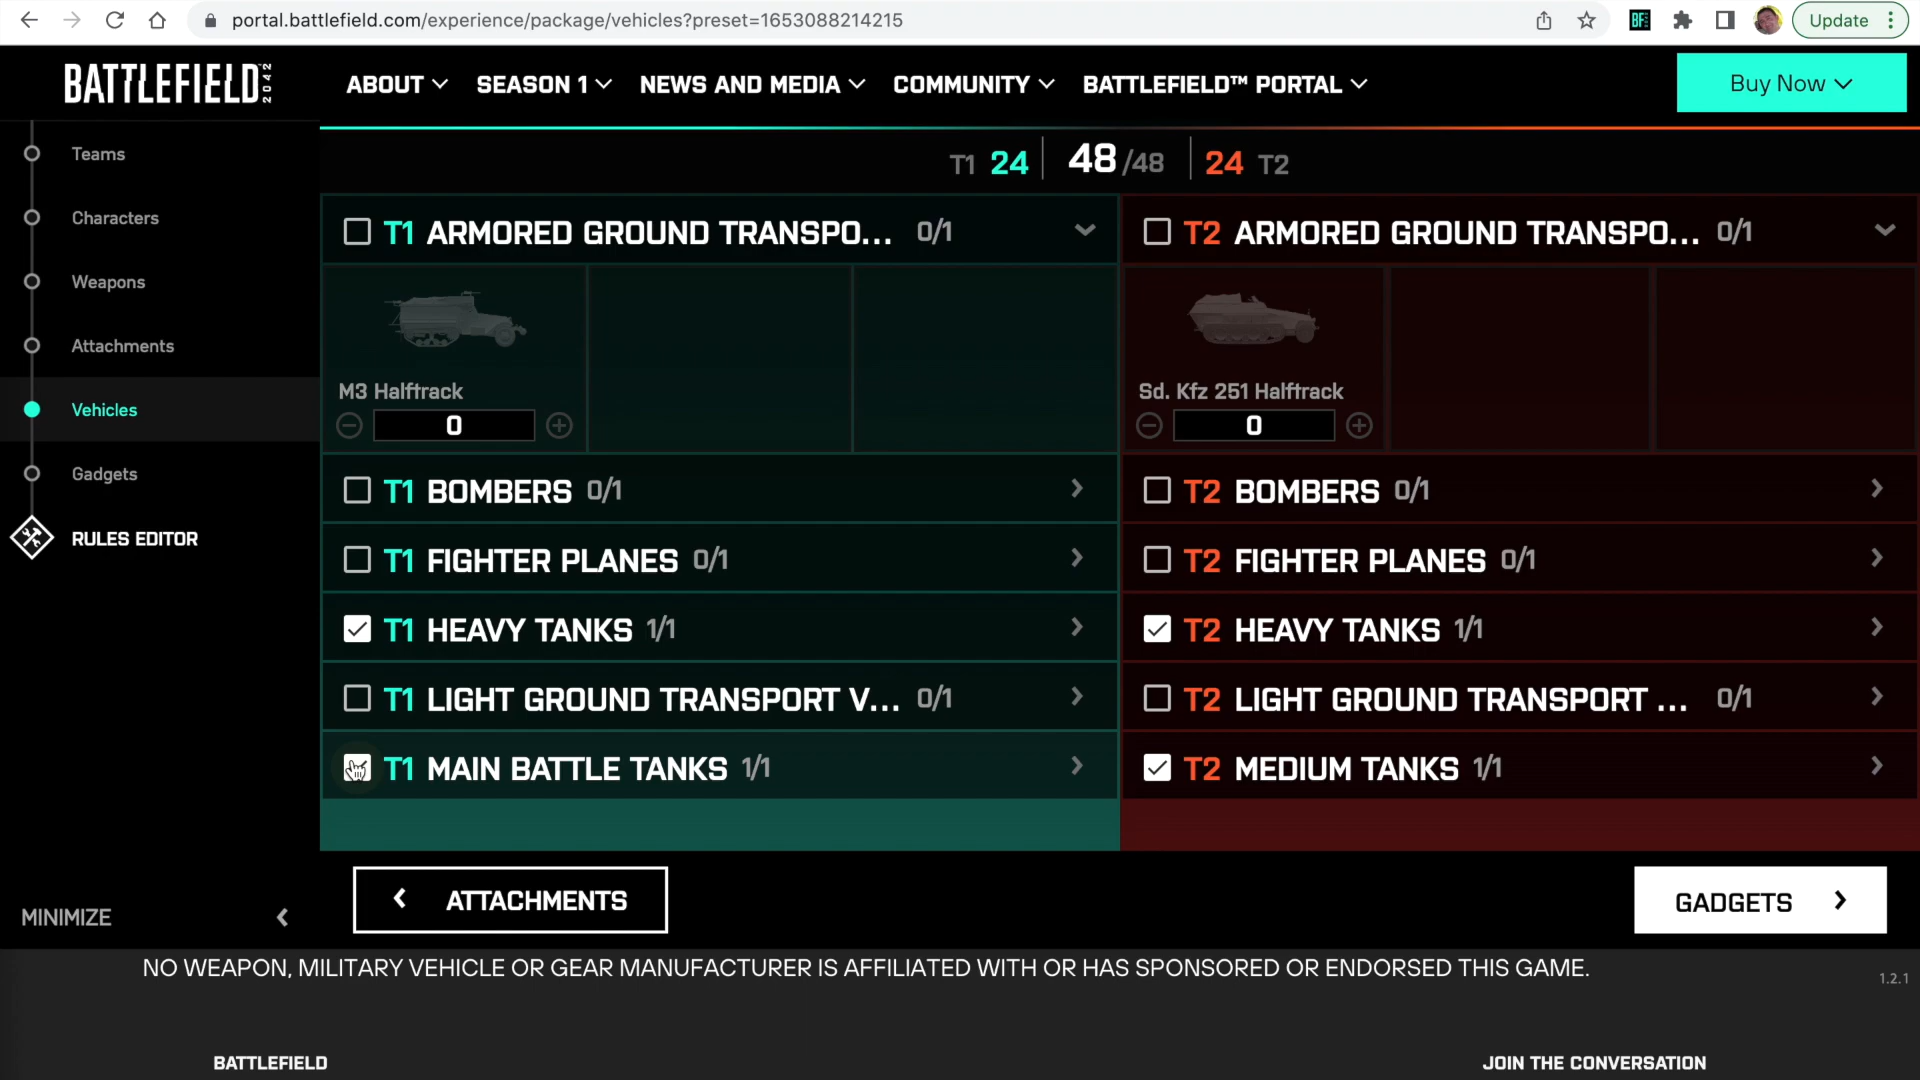 portal.battlefield.com/experience/package/vehicles?preset=1653088214215
BF
Update
BATTLEFIELD 2042
ABOUT
SEASON 1
NEWS AND MEDIA
COMMUNITY
BATTLEFIELD™ PORTAL
Buy Now
Teams
Characters
Weapons
Attachments
Vehicles
Gadgets
RULES EDITOR
MINIMIZE
T1 24 48/48 24 T2
T1 ARMORED GROUND TRANSPO... 0/1
M3 Halftrack
0
T1 BOMBERS 0/1
T1 FIGHTER PLANES 0/1
T1 HEAVY TANKS 1/1
T1 LIGHT GROUND TRANSPORT V... 0/1
T1 MAIN BATTLE TANKS 1/1
T2 ARMORED GROUND TRANSPO... 0/1
Sd. Kfz 251 Halftrack
0
T2 BOMBERS 0/1
T2 FIGHTER PLANES 0/1
T2 HEAVY TANKS 1/1
T2 LIGHT GROUND TRANSPORT ... 0/1
T2 MEDIUM TANKS 1/1
ATTACHMENTS
GADGETS
NO WEAPON, MILITARY VEHICLE OR GEAR MANUFACTURER IS AFFILIATED WITH OR HAS SPONSORED OR ENDORSED THIS GAME.
1.2.1
BATTLEFIELD
JOIN THE CONVERSATION